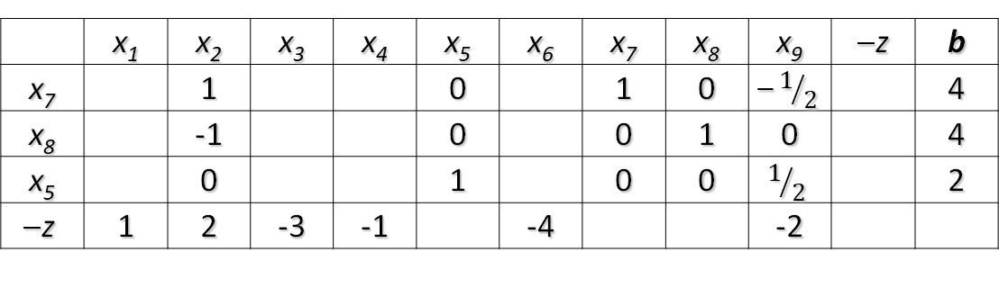 x1 x2 x3 x4 x5 x6 x7 x8 x9 –z b
x7 1 0 1 0 –1/2 4
x8 -1 0 0 1 0 4
x5 0 1 0 0 1/2 2
–z 1 2 -3 -1 -4 -2